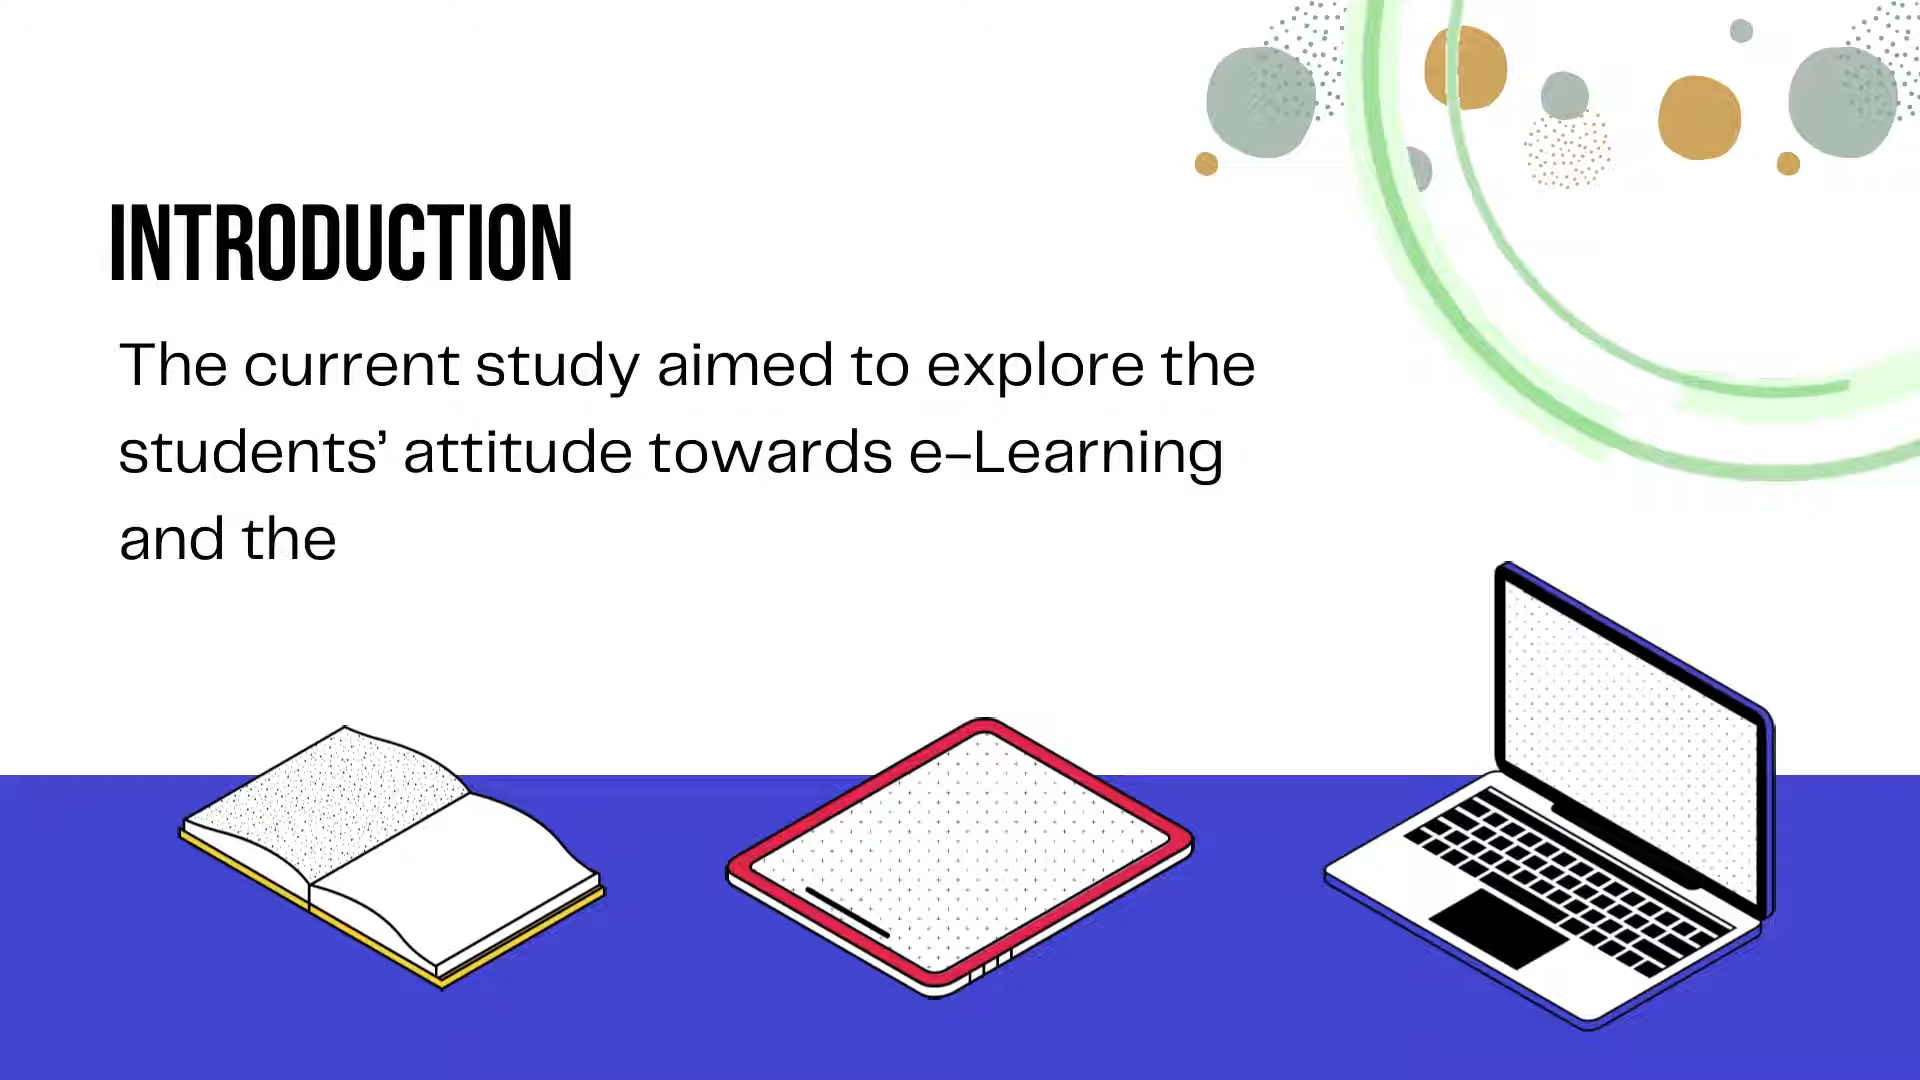 INTRODUCTION
The current study aimed to explore the
students’ attitude towards e-Learning
and the